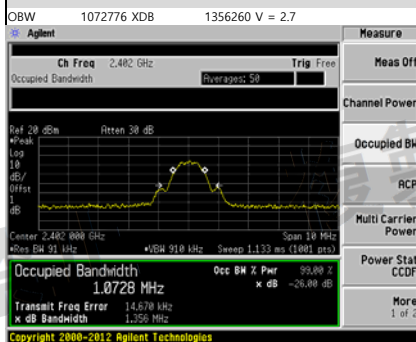 OBW 1072776 XDB 1356260 V = 2.7
Agilent
Measure
Ch Freq 2.402 GHz Trig Free
Meas Off
Occupied Bandwidth Averages: 50
Channel Power
Ref 20 dBm Atten 30 dB
#Peak
Log
10
dB/
Offst
1
dB
Occupied BW
ACP
Multi Carrier
Power
Center 2.402 000 GHz Span 10 MHz
#Res BW 91 kHz #VBW 910 kHz Sweep 1.133 ms (1001 pts)
Power Stat
CCDF
Occupied Bandwidth Occ BW % Pwr 99.00 %
1.0728 MHz x dB -26.00 dB
Transmit Freq Error 14.670 kHz
x dB Bandwidth 1.356 MHz
More
1 of 2
Copyright 2000-2012 Agilent Technologies